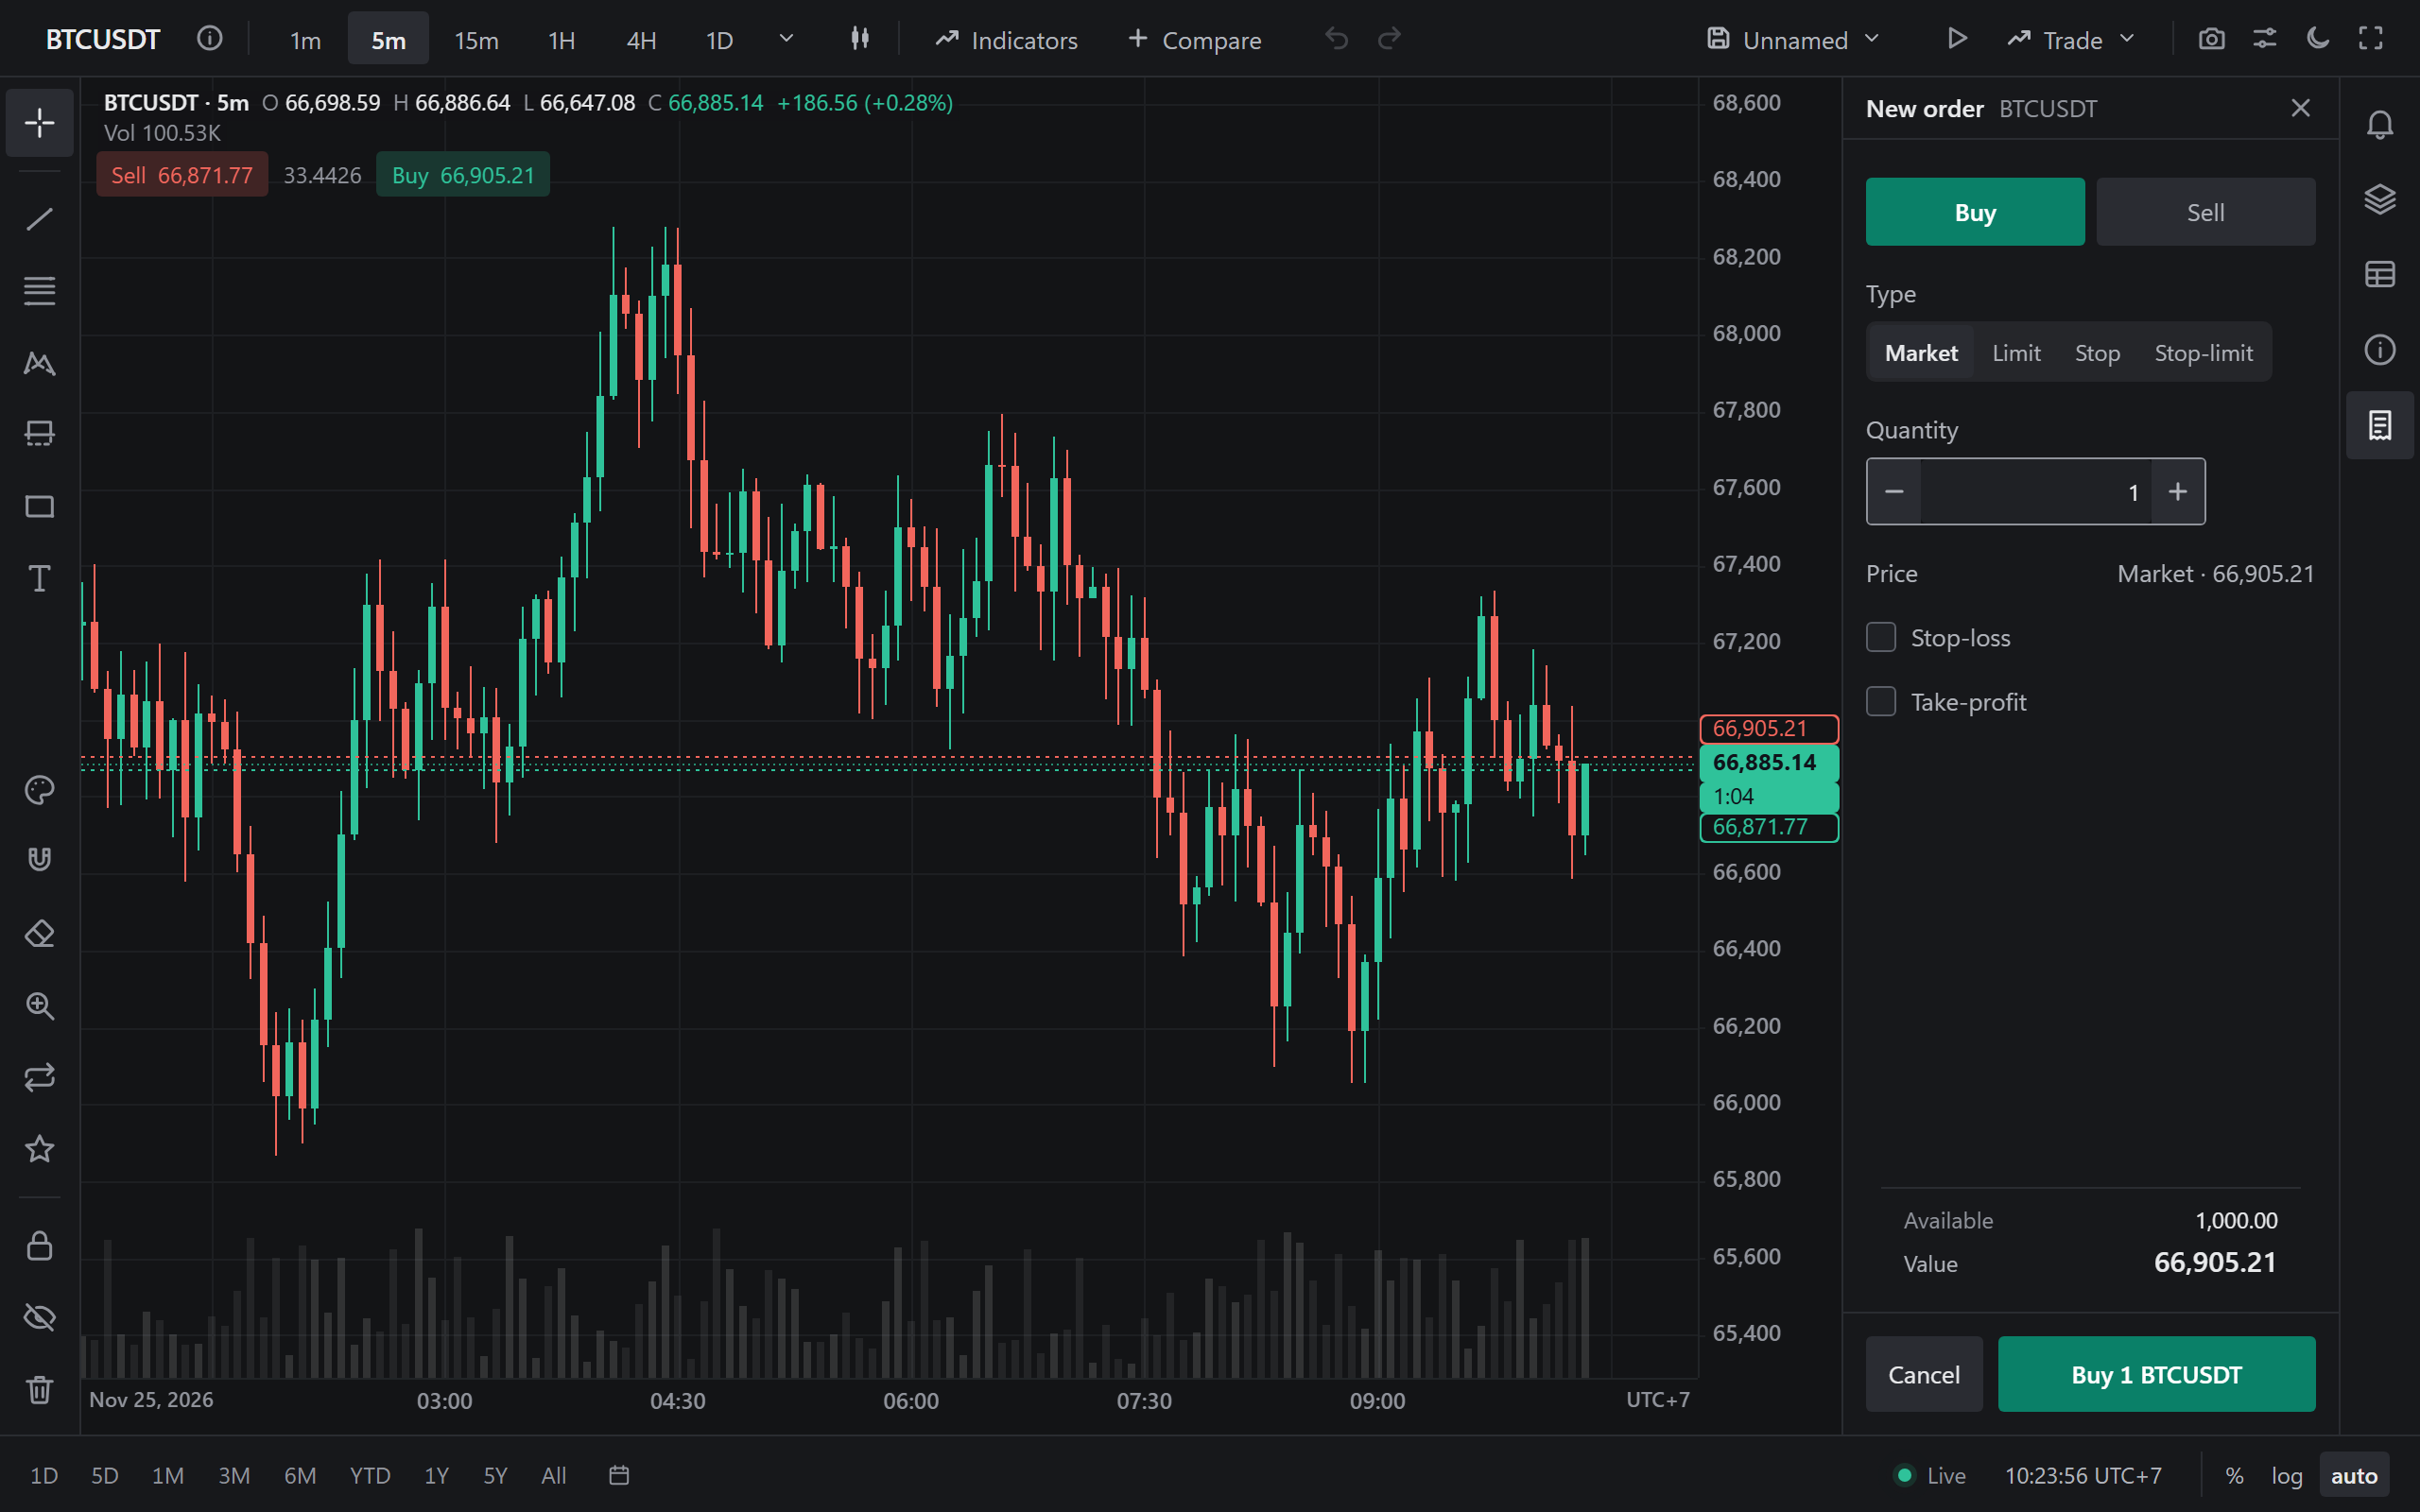 BTCUSDT 1m 5m 15m 1H 4H 1D Indicators Compare Unnamed Trade
BTCUSDT · 5m O 66,698.59 H 66,886.64 L 66,647.08 C 66,885.14 +186.56 (+0.28%)
Vol 100.53K
Sell 66,871.77 33.4426 Buy 66,905.21
68,600
68,400
68,200
68,000
67,800
67,600
67,400
67,200
66,905.21
66,885.14
1:04
66,871.77
66,600
66,400
66,200
66,000
65,800
65,600
65,400
Nov 25, 2026 03:00 04:30 06:00 07:30 09:00 UTC+7
New order BTCUSDT
Buy Sell
Type
Market Limit Stop Stop-limit
Quantity
1
Price Market · 66,905.21
Stop-loss
Take-profit
Available 1,000.00
Value 66,905.21
Cancel Buy 1 BTCUSDT
1D 5D 1M 3M 6M YTD 1Y 5Y All Live 10:23:56 UTC+7 % log auto